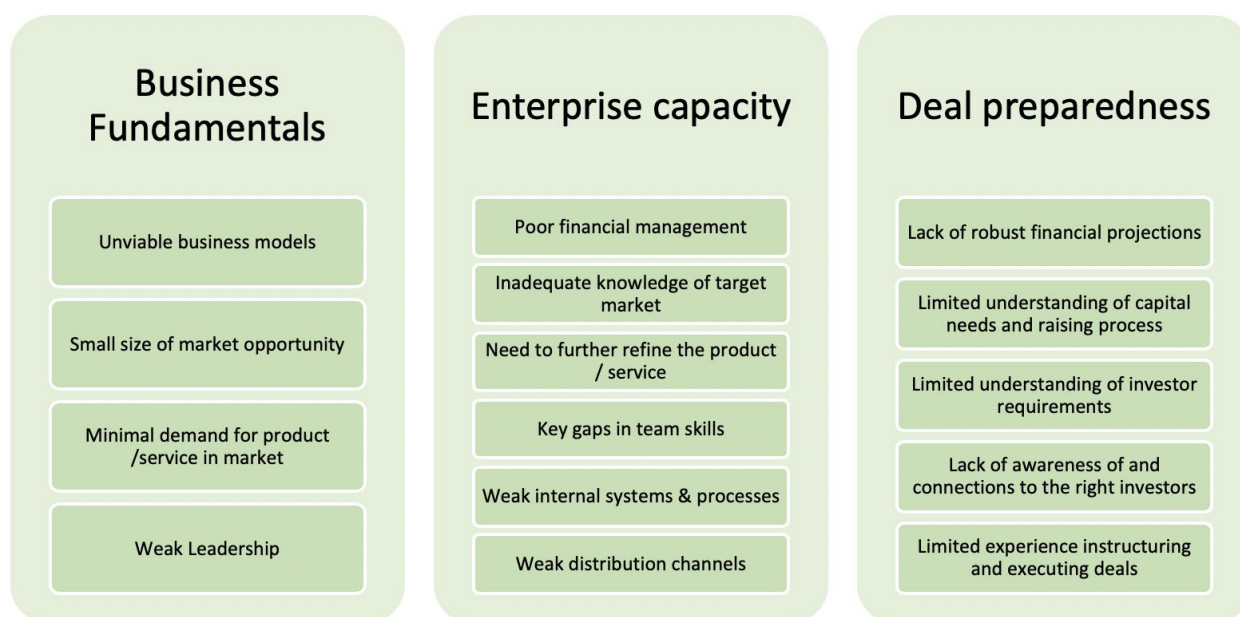 Business
Fundamentals
Unviable business models
Small size of market opportunity
Minimal demand for product
/service in market
Weak Leadership
Enterprise capacity
Poor financial management
Inadequate knowledge of target
market
Need to further refine the product
/ service
Key gaps in team skills
Weak internal systems & processes
Weak distribution channels
Deal preparedness
Lack of robust financial projections
Limited understanding of capital
needs and raising process
Limited understanding of investor
requirements
Lack of awareness of and
connections to the right investors
Limited experience instructuring
and executing deals